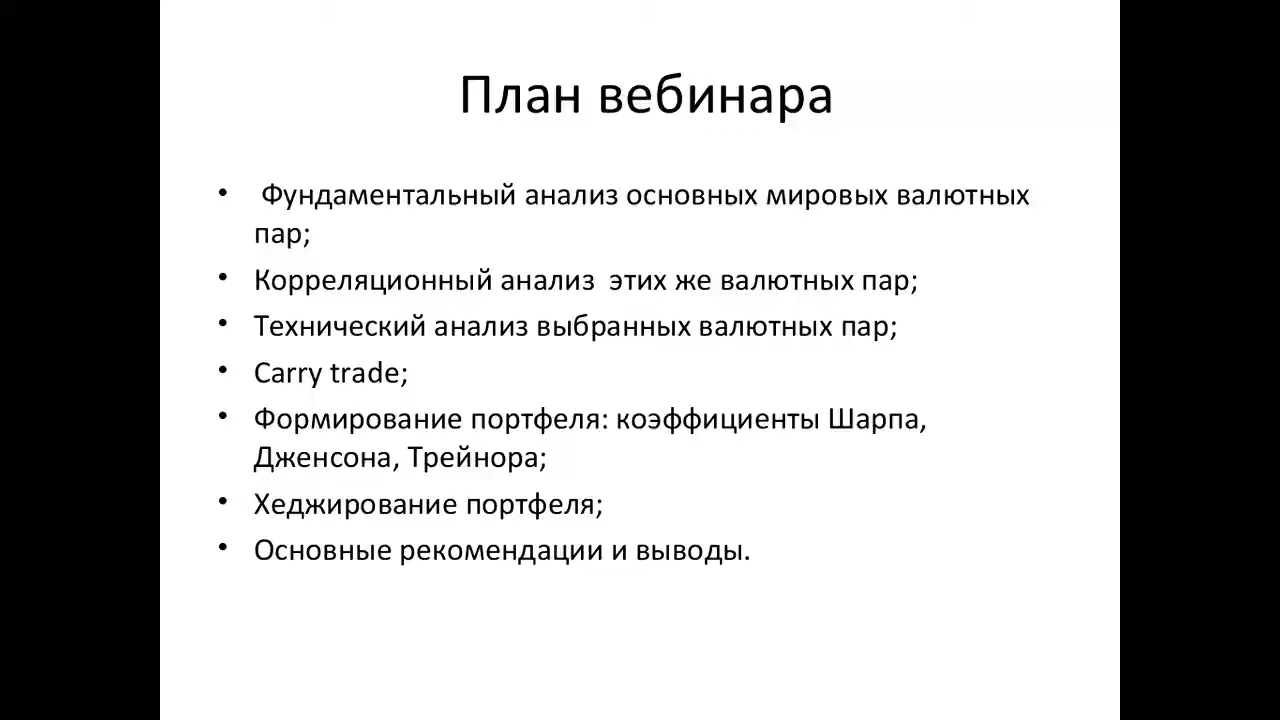 План вебинара
• Фундаментальный анализ основных мировых валютных
пар;
• Корреляционный анализ этих же валютных пар;
• Технический анализ выбранных валютных пар;
• Carry trade;
• Формирование портфеля: коэффициенты Шарпа,
Дженсона, Трейнора;
• Хеджирование портфеля;
• Основные рекомендации и выводы.